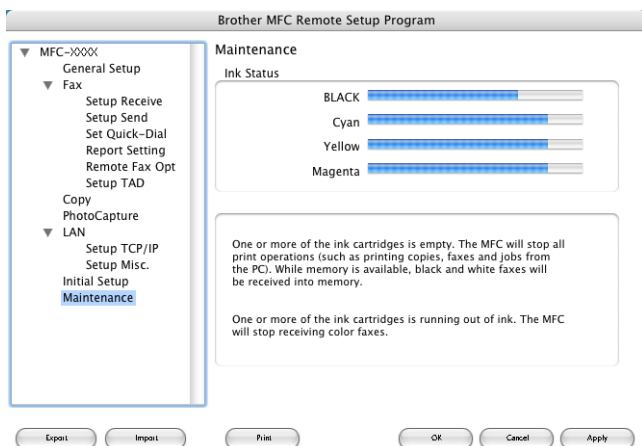 Brother MFC Remote Setup Program
MFC-XXXX
General Setup
Fax
Setup Receive
Setup Send
Set Quick-Dial
Report Setting
Remote Fax Opt
Setup TAD
Copy
PhotoCapture
LAN
Setup TCP/IP
Setup Misc.
Initial Setup
Maintenance
Maintenance
Ink Status
BLACK
Cyan
Yellow
Magenta
One or more of the ink cartridges is empty. The MFC will stop all
print operations (such as printing copies, faxes and jobs from
the PC). While memory is available, black and white faxes will
be received into memory.
One or more of the ink cartridges is running out of ink. The MFC
will stop receiving color faxes.
Export
Import
Print
OK
Cancel
Apply